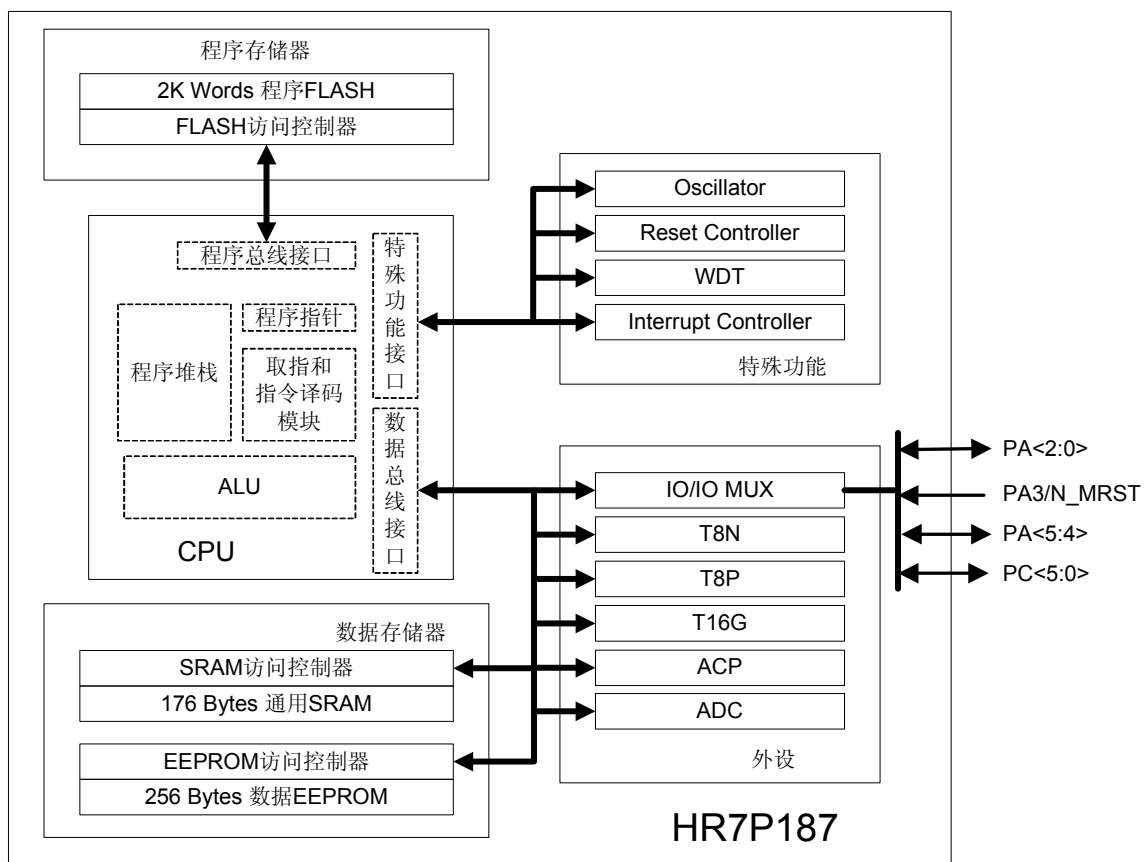 程序存储器
2K Words 程序FLASH
FLASH访问控制器
程序总线接口
特殊功能接口
程序指针
程序堆栈
取指和
指令译码
模块
ALU
数据总线接口
CPU
数据存储器
SRAM访问控制器
176 Bytes 通用SRAM
EEPROM访问控制器
256 Bytes 数据EEPROM
Oscillator
Reset Controller
WDT
Interrupt Controller
特殊功能
IO/IO MUX
T8N
T8P
T16G
ACP
ADC
外设
PA<2:0>
PA3/N_MRST
PA<5:4>
PC<5:0>
HR7P187